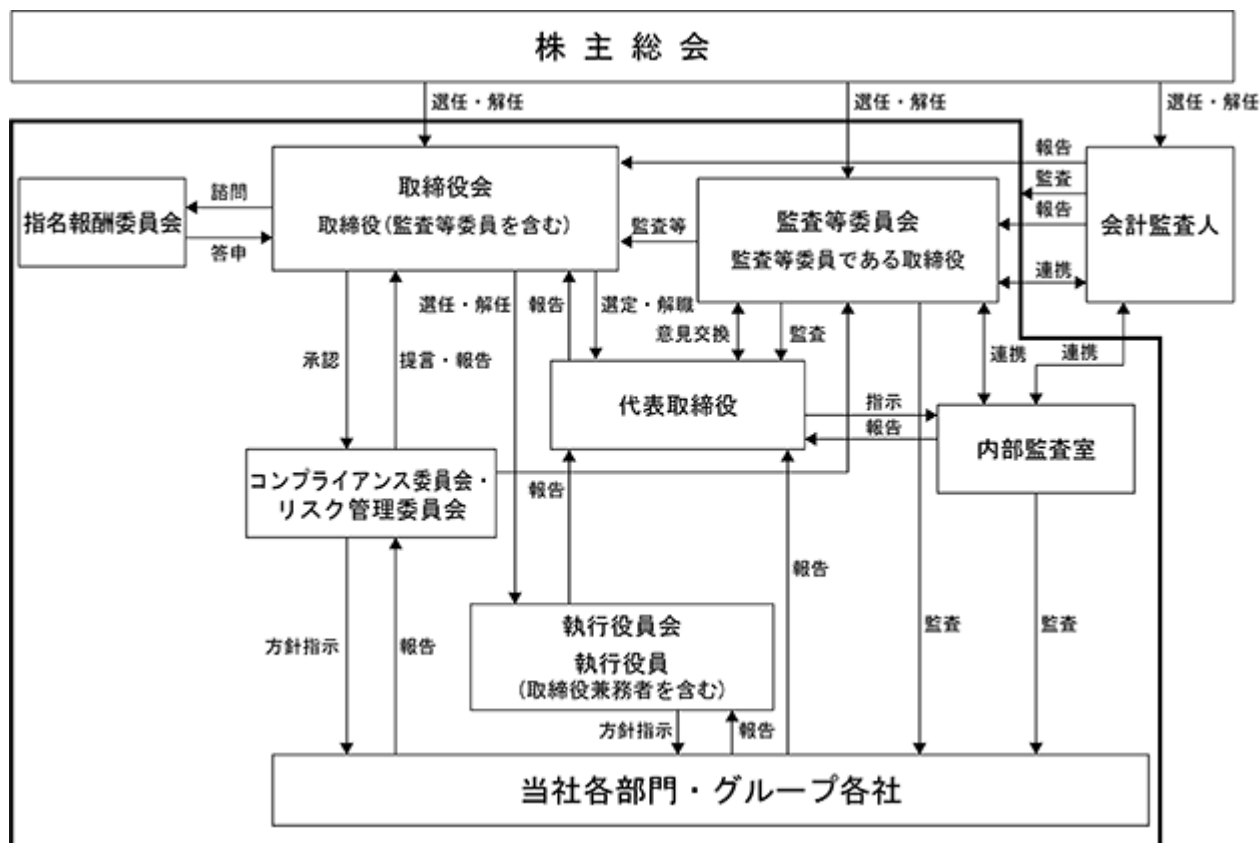 株主総会
選任・解任
選任・解任
選任・解任
報告
監査
報告
取締役会
取締役(監査等委員を含む)
監査等委員会
監査等委員である取締役
会計監査人
諮問
指名報酬委員会
答申
監査等
連携
選任・解任
報告
選定・解職
意見交換
監査
承認
提言・報告
連携
連携
代表取締役
指示
報告
内部監査室
コンプライアンス委員会・
リスク管理委員会
報告
報告
執行役員会
執行役員
(取締役兼務者を含む)
監査
監査
方針指示
報告
方針指示
報告
当社各部門・グループ各社